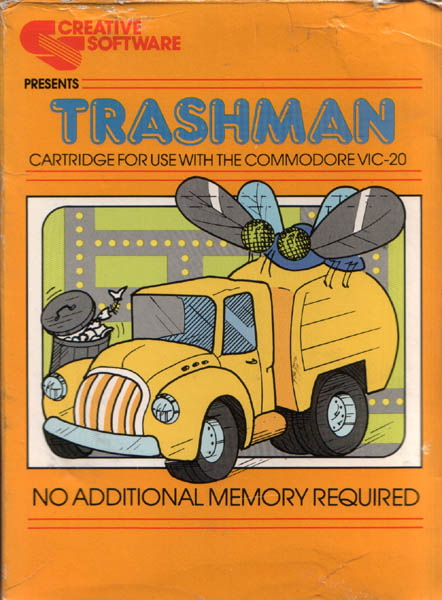 CREATIVE
SOFTWARE
PRESENTS
TRASHMAN
CARTRIDGE FOR USE WITH THE COMMODORE VIC-20
NO ADDITIONAL MEMORY REQUIRED